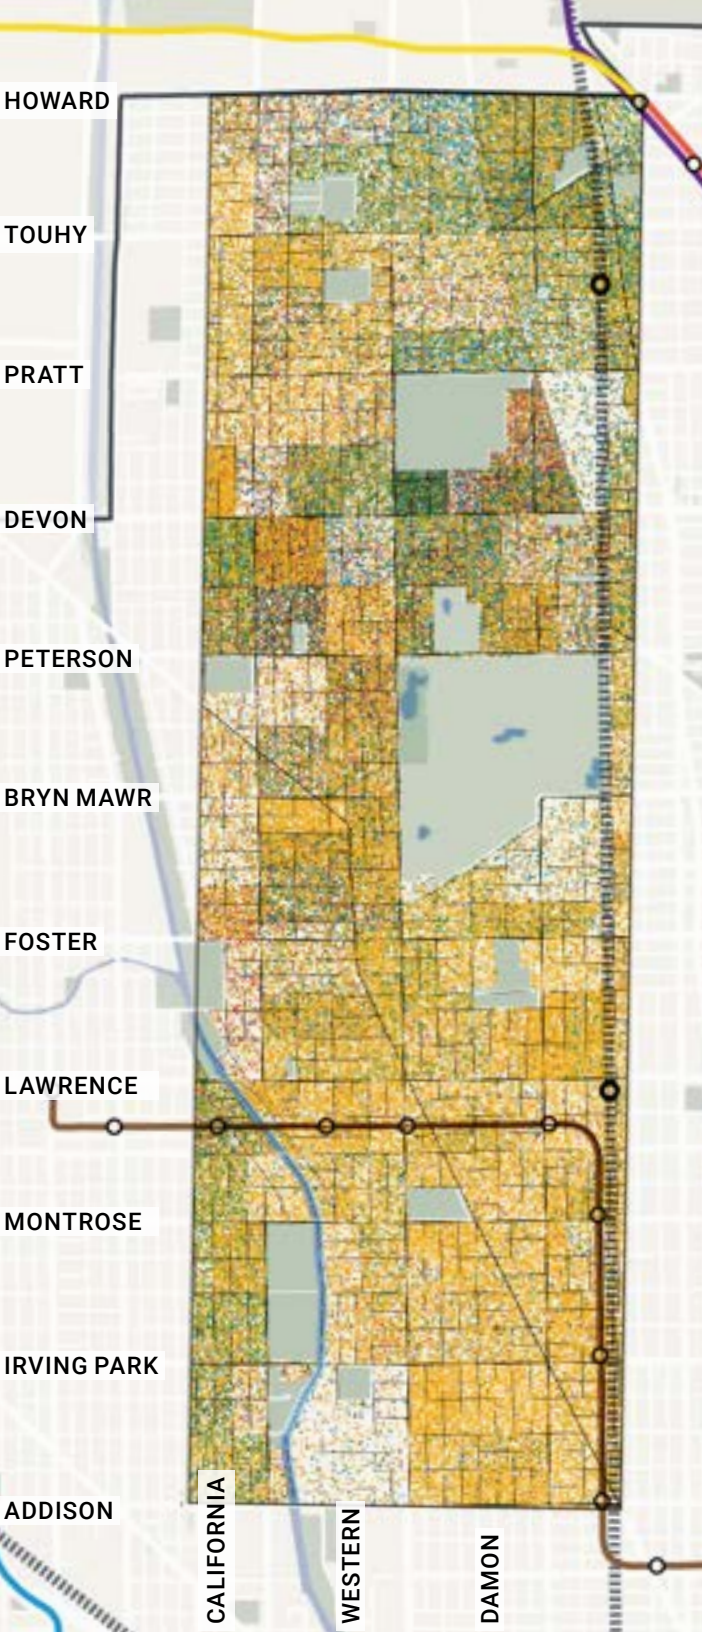 HOWARD
TOUHY
PRATT
DEVON
PETERSON
BRYN MAWR
FOSTER
LAWRENCE
MONTROSE
IRVING PARK
ADDISON
CALIFORNIA
WESTERN
DAMON